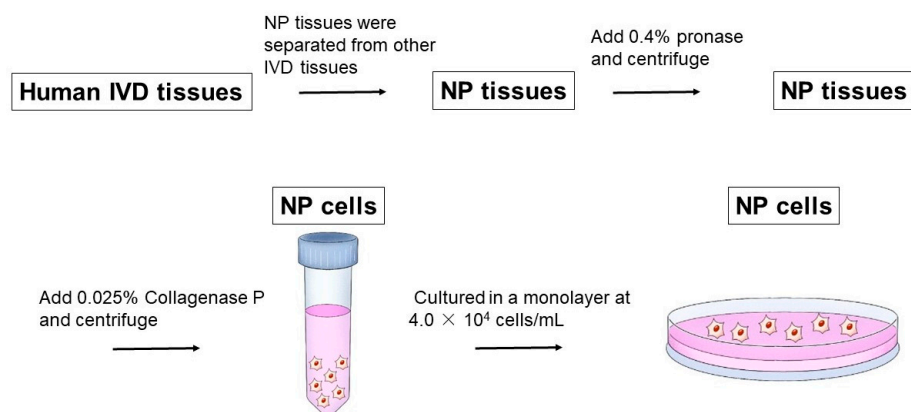 NP tissues were
separated from other
IVD tissues
Add 0.4% pronase
and centrifuge
Human IVD tissues
NP tissues
NP tissues
NP cells
NP cells
Add 0.025% Collagenase P
and centrifuge
Cultured in a monolayer at
4.0 × 10⁴ cells/mL